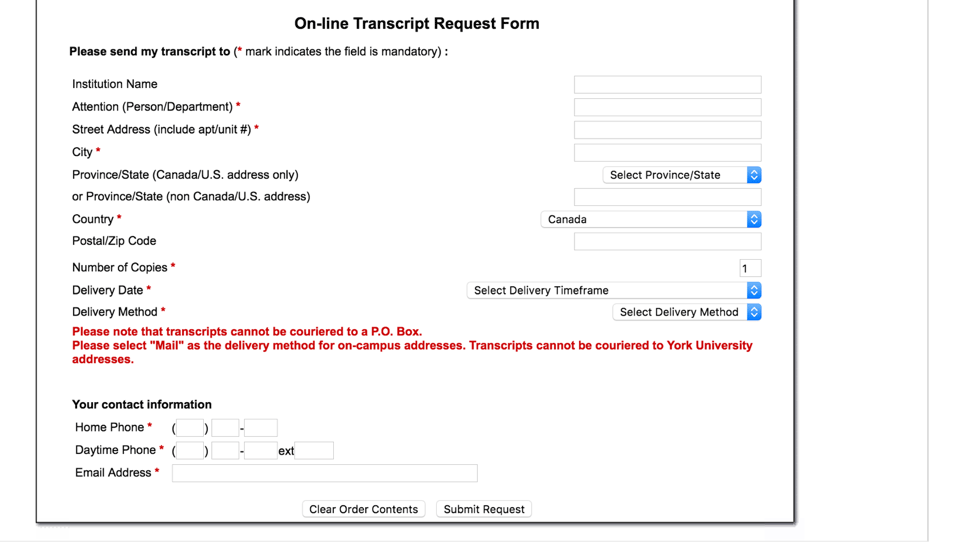 On-line Transcript Request Form
Please send my transcript to (* mark indicates the field is mandatory) :
Institution Name
Attention (Person/Department) *
Street Address (include apt/unit #) *
City *
Province/State (Canada/U.S. address only) Select Province/State
or Province/State (non Canada/U.S. address)
Country * Canada
Postal/Zip Code
Number of Copies * 1
Delivery Date * Select Delivery Timeframe
Delivery Method * Select Delivery Method
Please note that transcripts cannot be couriered to a P.O. Box.
Please select "Mail" as the delivery method for on-campus addresses. Transcripts cannot be couriered to York University
addresses.
Your contact information
Home Phone * ( ) -
Daytime Phone * ( ) - ext
Email Address *
Clear Order Contents Submit Request